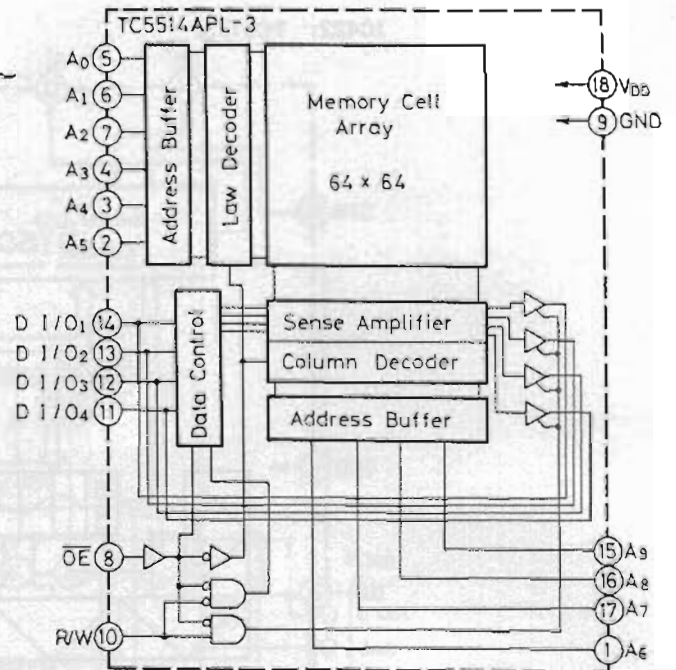 TC5514APL-3
A0 5
A1 6
A2 7
A3 4
A4 3
A5 2
Address Buffer
Law Decoder
Memory Cell
Array
64 × 64
18 VDD
9 GND
D I/O1 14
D I/O2 13
D I/O3 12
D I/O4 11
Data Control
Sense Amplifier
Column Decoder
Address Buffer
OE 8
R/W 10
15 A9
16 A8
17 A7
1 A6